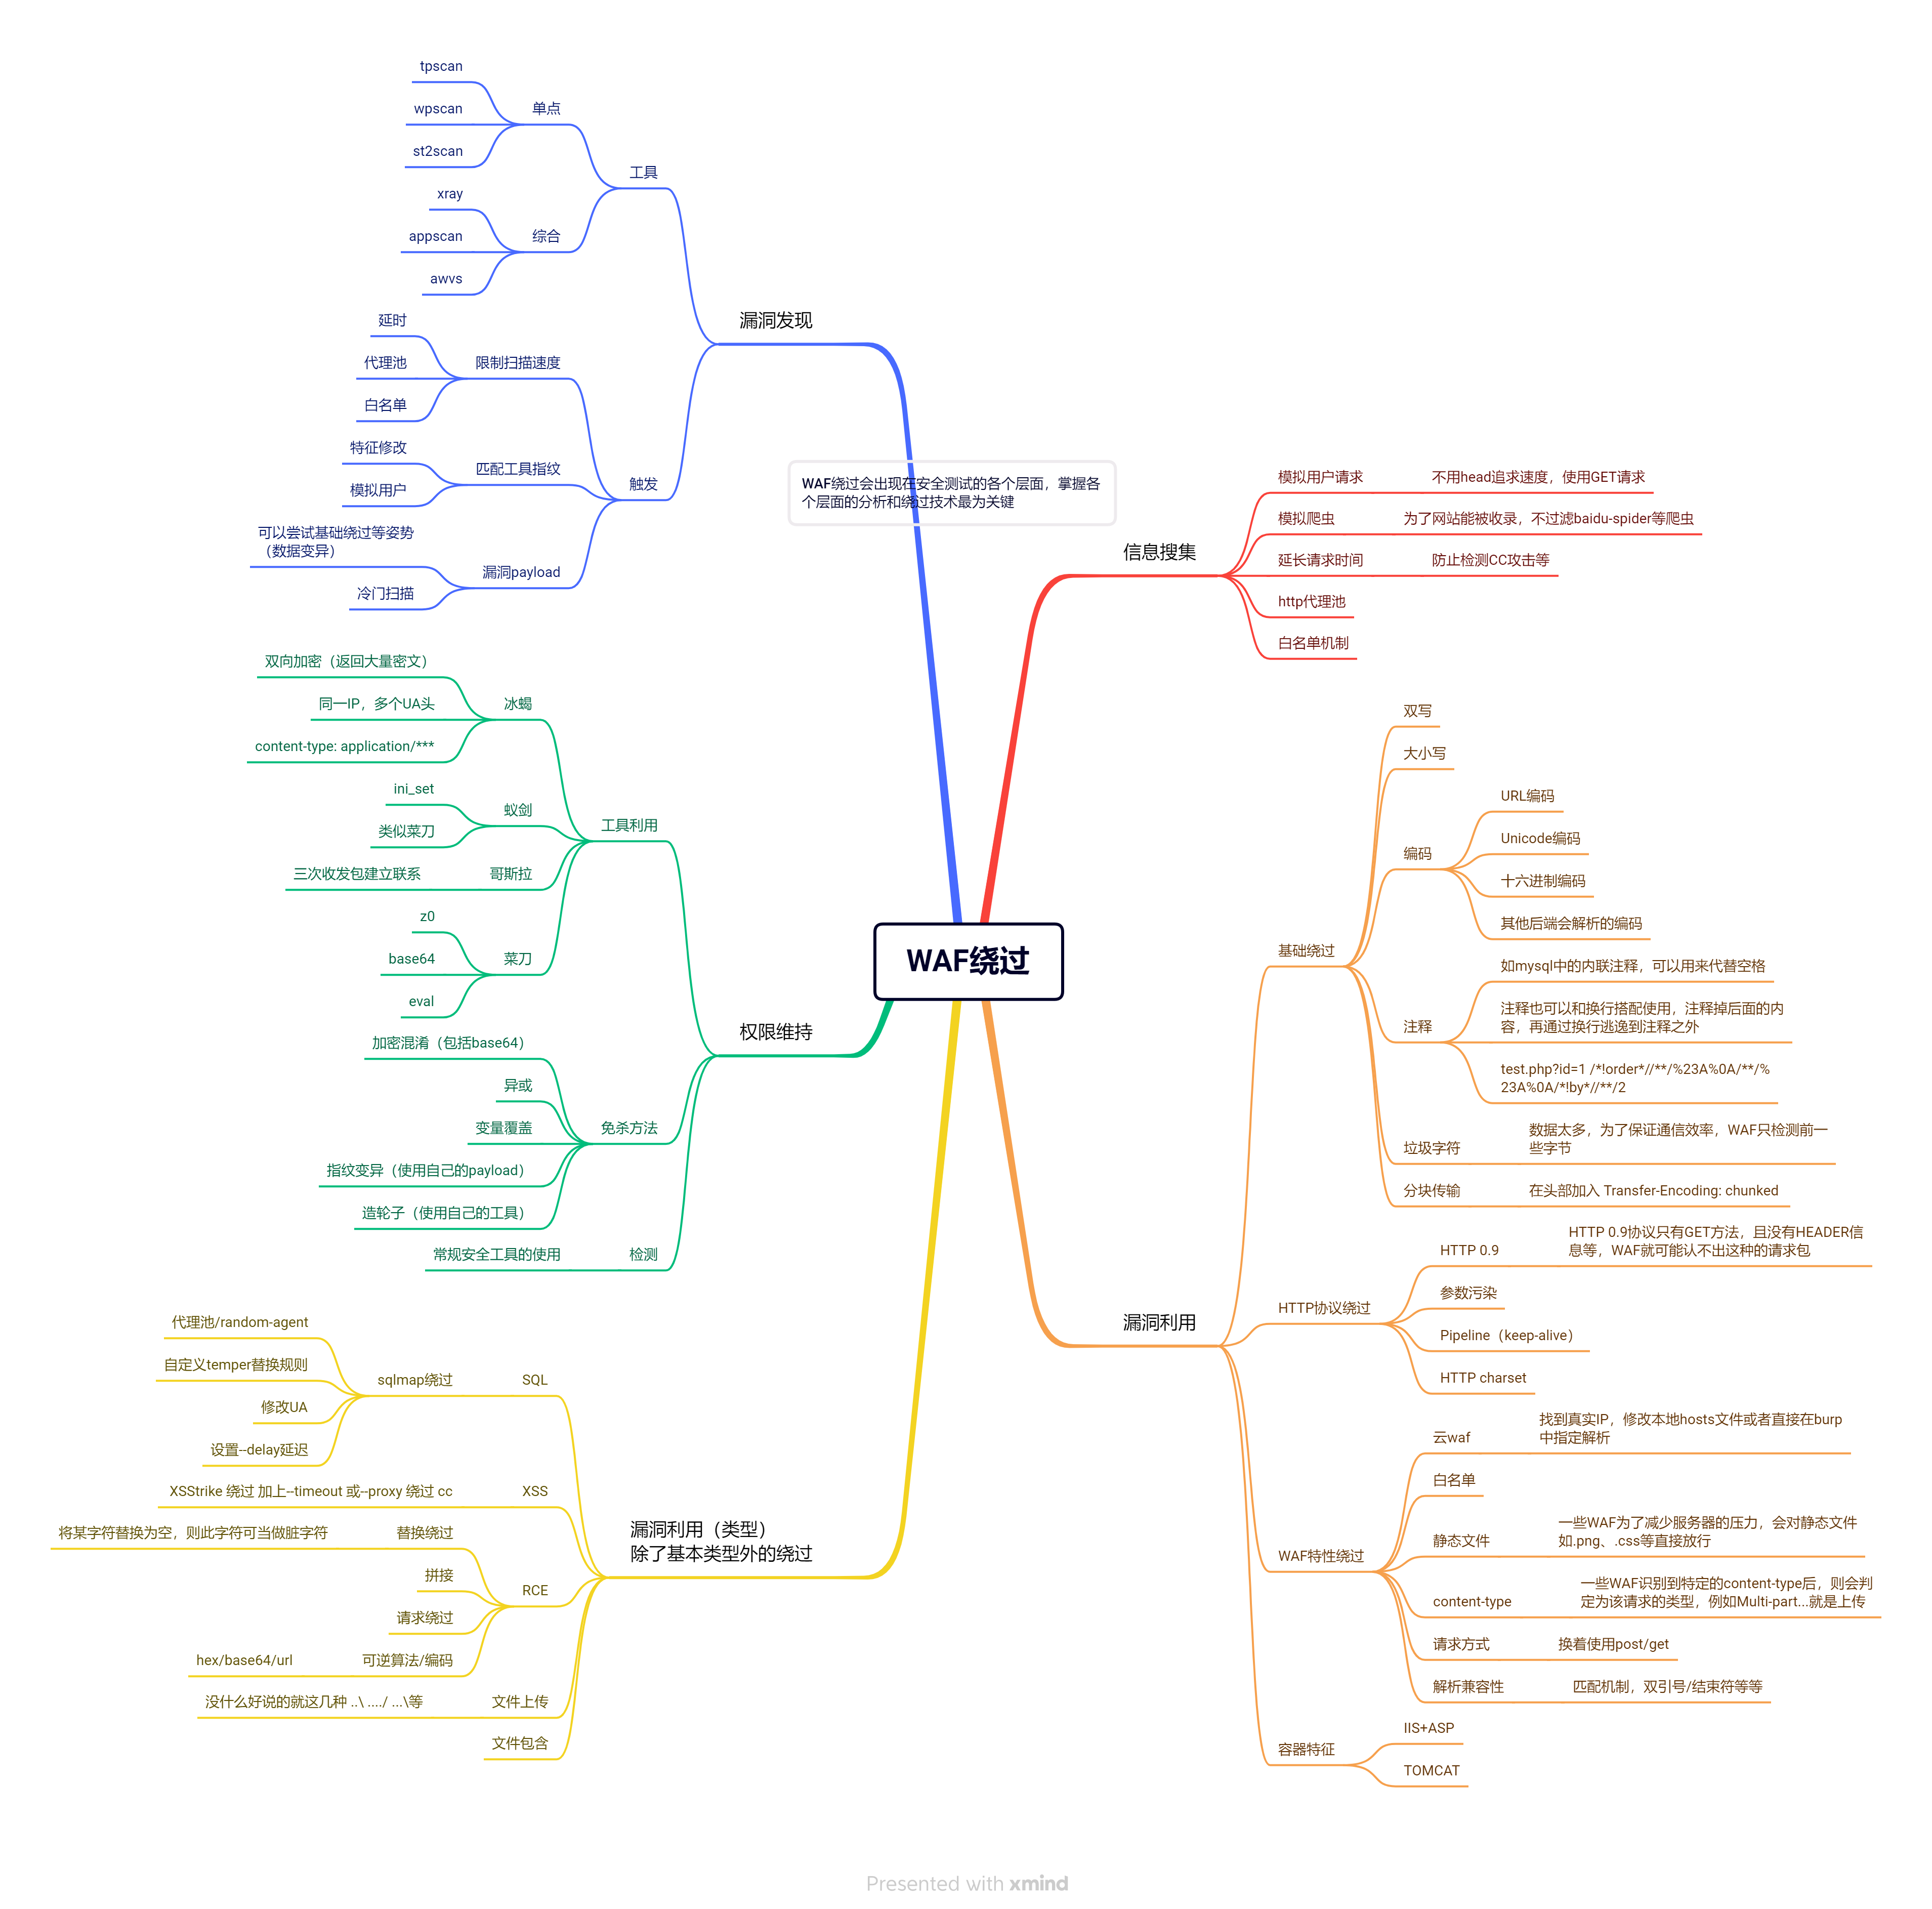 WAF绕过
WAF绕过会出现在安全测试的各个层面，掌握各
个层面的分析和绕过技术最为关键
信息搜集
模拟用户请求
不用head追求速度，使用GET请求
模拟爬虫
为了网站能被收录，不过滤baidu-spider等爬虫
延长请求时间
防止检测CC攻击等
http代理池
白名单机制
漏洞利用
基础绕过
双写
大小写
编码
URL编码
Unicode编码
十六进制编码
其他后端会解析的编码
注释
如mysql中的内联注释，可以用来代替空格
注释也可以和换行搭配使用，注释掉后面的内
容，再通过换行逃逸到注释之外
test.php?id=1 /*!order*//**/%23A%0A/**/%
23A%0A/*!by*//**/2
垃圾字符
数据太多，为了保证通信效率，WAF只检测前一
些字节
分块传输
在头部加入 Transfer-Encoding: chunked
HTTP协议绕过
HTTP 0.9
HTTP 0.9协议只有GET方法，且没有HEADER信
息等，WAF就可能认不出这种的请求包
参数污染
Pipeline（keep-alive）
HTTP charset
WAF特性绕过
云waf
找到真实IP，修改本地hosts文件或者直接在burp
中指定解析
白名单
静态文件
一些WAF为了减少服务器的压力，会对静态文件
如.png、.css等直接放行
content-type
一些WAF识别到特定的content-type后，则会判
定为该请求的类型，例如Multi-part...就是上传
请求方式
换着使用post/get
解析兼容性
匹配机制，双引号/结束符等等
容器特征
IIS+ASP
TOMCAT
漏洞利用（类型）
除了基本类型外的绕过
SQL
sqlmap绕过
代理池/random-agent
自定义temper替换规则
修改UA
设置--delay延迟
XSS
XSStrike 绕过 加上--timeout 或--proxy 绕过 cc
RCE
替换绕过
将某字符替换为空，则此字符可当做脏字符
拼接
请求绕过
可逆算法/编码
hex/base64/url
文件上传
没什么好说的就这几种 ..\ ..../ ...\等
文件包含
权限维持
工具利用
冰蝎
双向加密（返回大量密文）
同一IP，多个UA头
content-type: application/***
蚁剑
ini_set
类似菜刀
哥斯拉
三次收发包建立联系
菜刀
z0
base64
eval
免杀方法
加密混淆（包括base64）
异或
变量覆盖
指纹变异（使用自己的payload）
造轮子（使用自己的工具）
检测
常规安全工具的使用
漏洞发现
工具
单点
tpscan
wpscan
st2scan
综合
xray
appscan
awvs
触发
限制扫描速度
延时
代理池
白名单
匹配工具指纹
特征修改
模拟用户
漏洞payload
可以尝试基础绕过等姿势
（数据变异）
冷门扫描
Presented with xmind